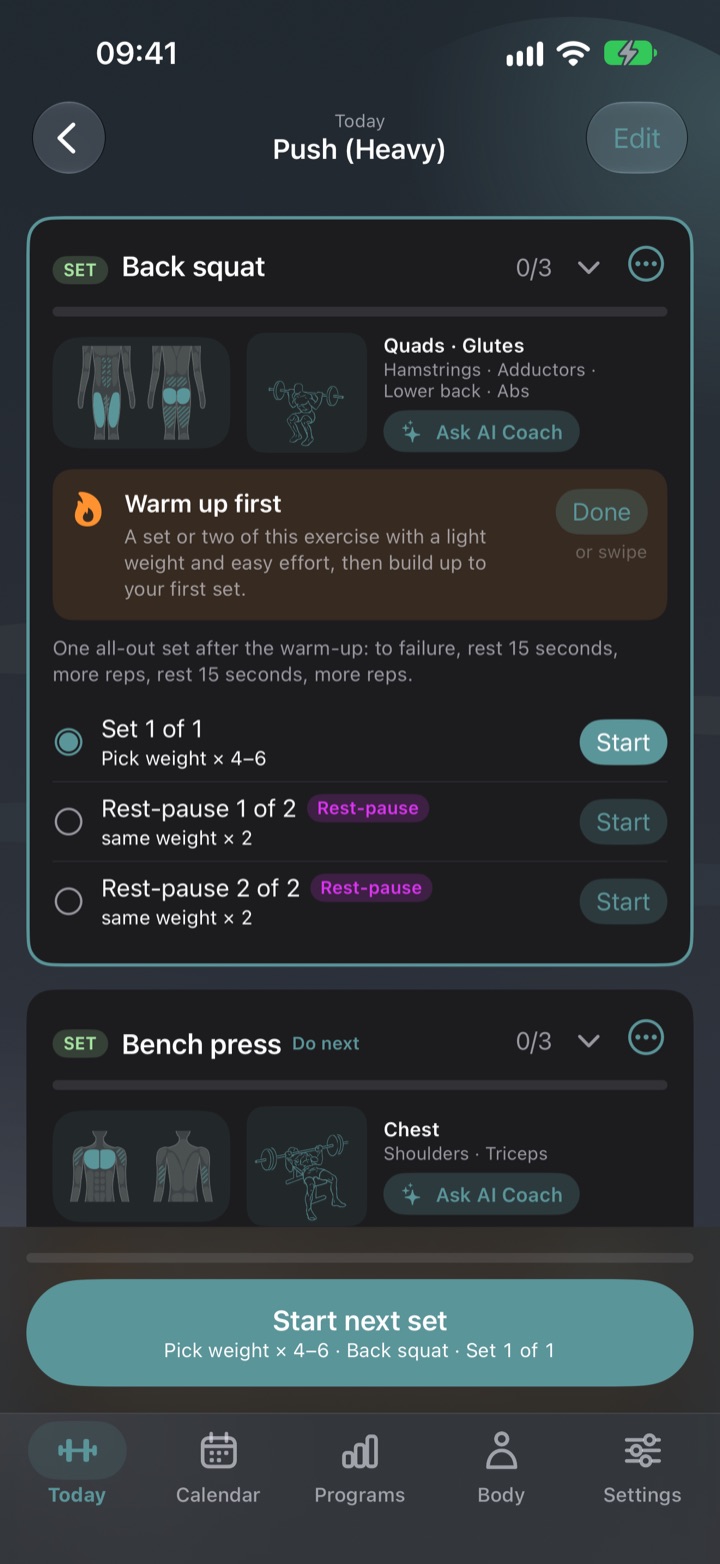 09:41
Today
Push (Heavy)
Edit
SET Back squat 0/3
Quads · Glutes
Hamstrings · Adductors ·
Lower back · Abs
Ask AI Coach
Warm up first
Done
A set or two of this exercise with a light
weight and easy effort, then build up to
your first set.
or swipe
One all-out set after the warm-up: to failure, rest 15 seconds,
more reps, rest 15 seconds, more reps.
Set 1 of 1
Pick weight × 4–6
Start
Rest-pause 1 of 2 Rest-pause
same weight × 2
Start
Rest-pause 2 of 2 Rest-pause
same weight × 2
Start
SET Bench press Do next 0/3
Chest
Shoulders · Triceps
Ask AI Coach
Start next set
Pick weight × 4–6 · Back squat · Set 1 of 1
Today
Calendar
Programs
Body
Settings